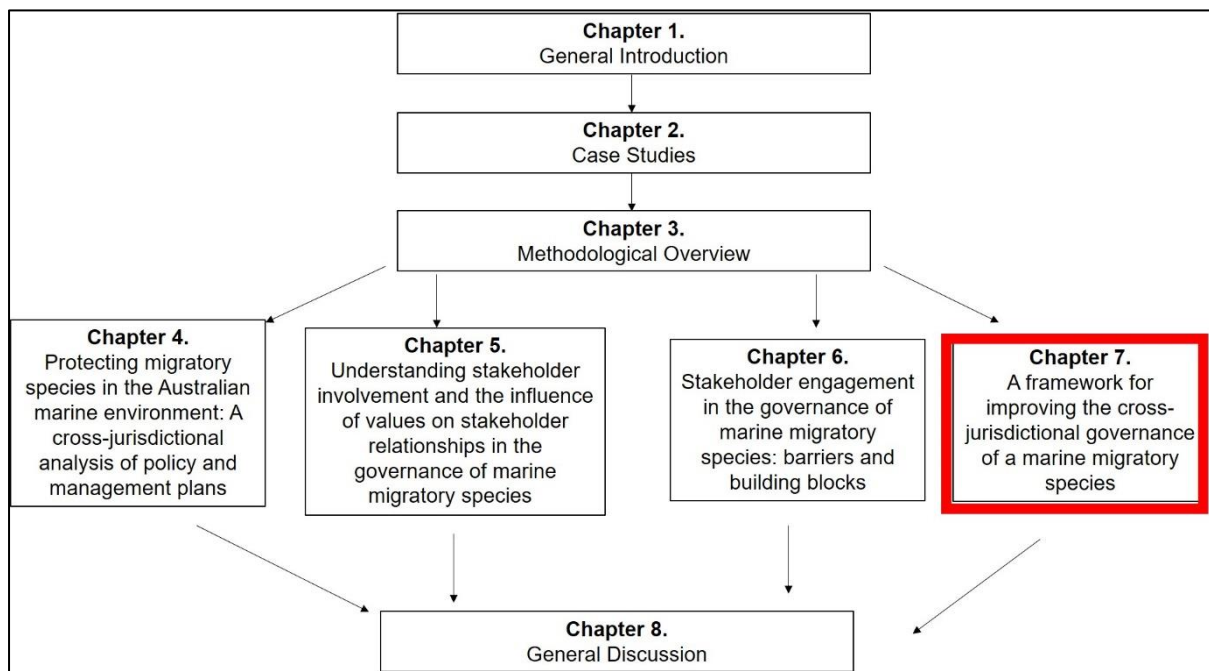 Chapter 1.
General Introduction
Chapter 2.
Case Studies
Chapter 3.
Methodological Overview
Chapter 4.
Protecting migratory
species in the Australian
marine environment: A
cross-jurisdictional
analysis of policy and
management plans
Chapter 5.
Understanding stakeholder
involvement and the influence
of values on stakeholder
relationships in the
governance of marine
migratory species
Chapter 6.
Stakeholder engagement
in the governance of
marine migratory
species: barriers and
building blocks
Chapter 7.
A framework for
improving the cross-
jurisdictional governance
of a marine migratory
species
Chapter 8.
General Discussion